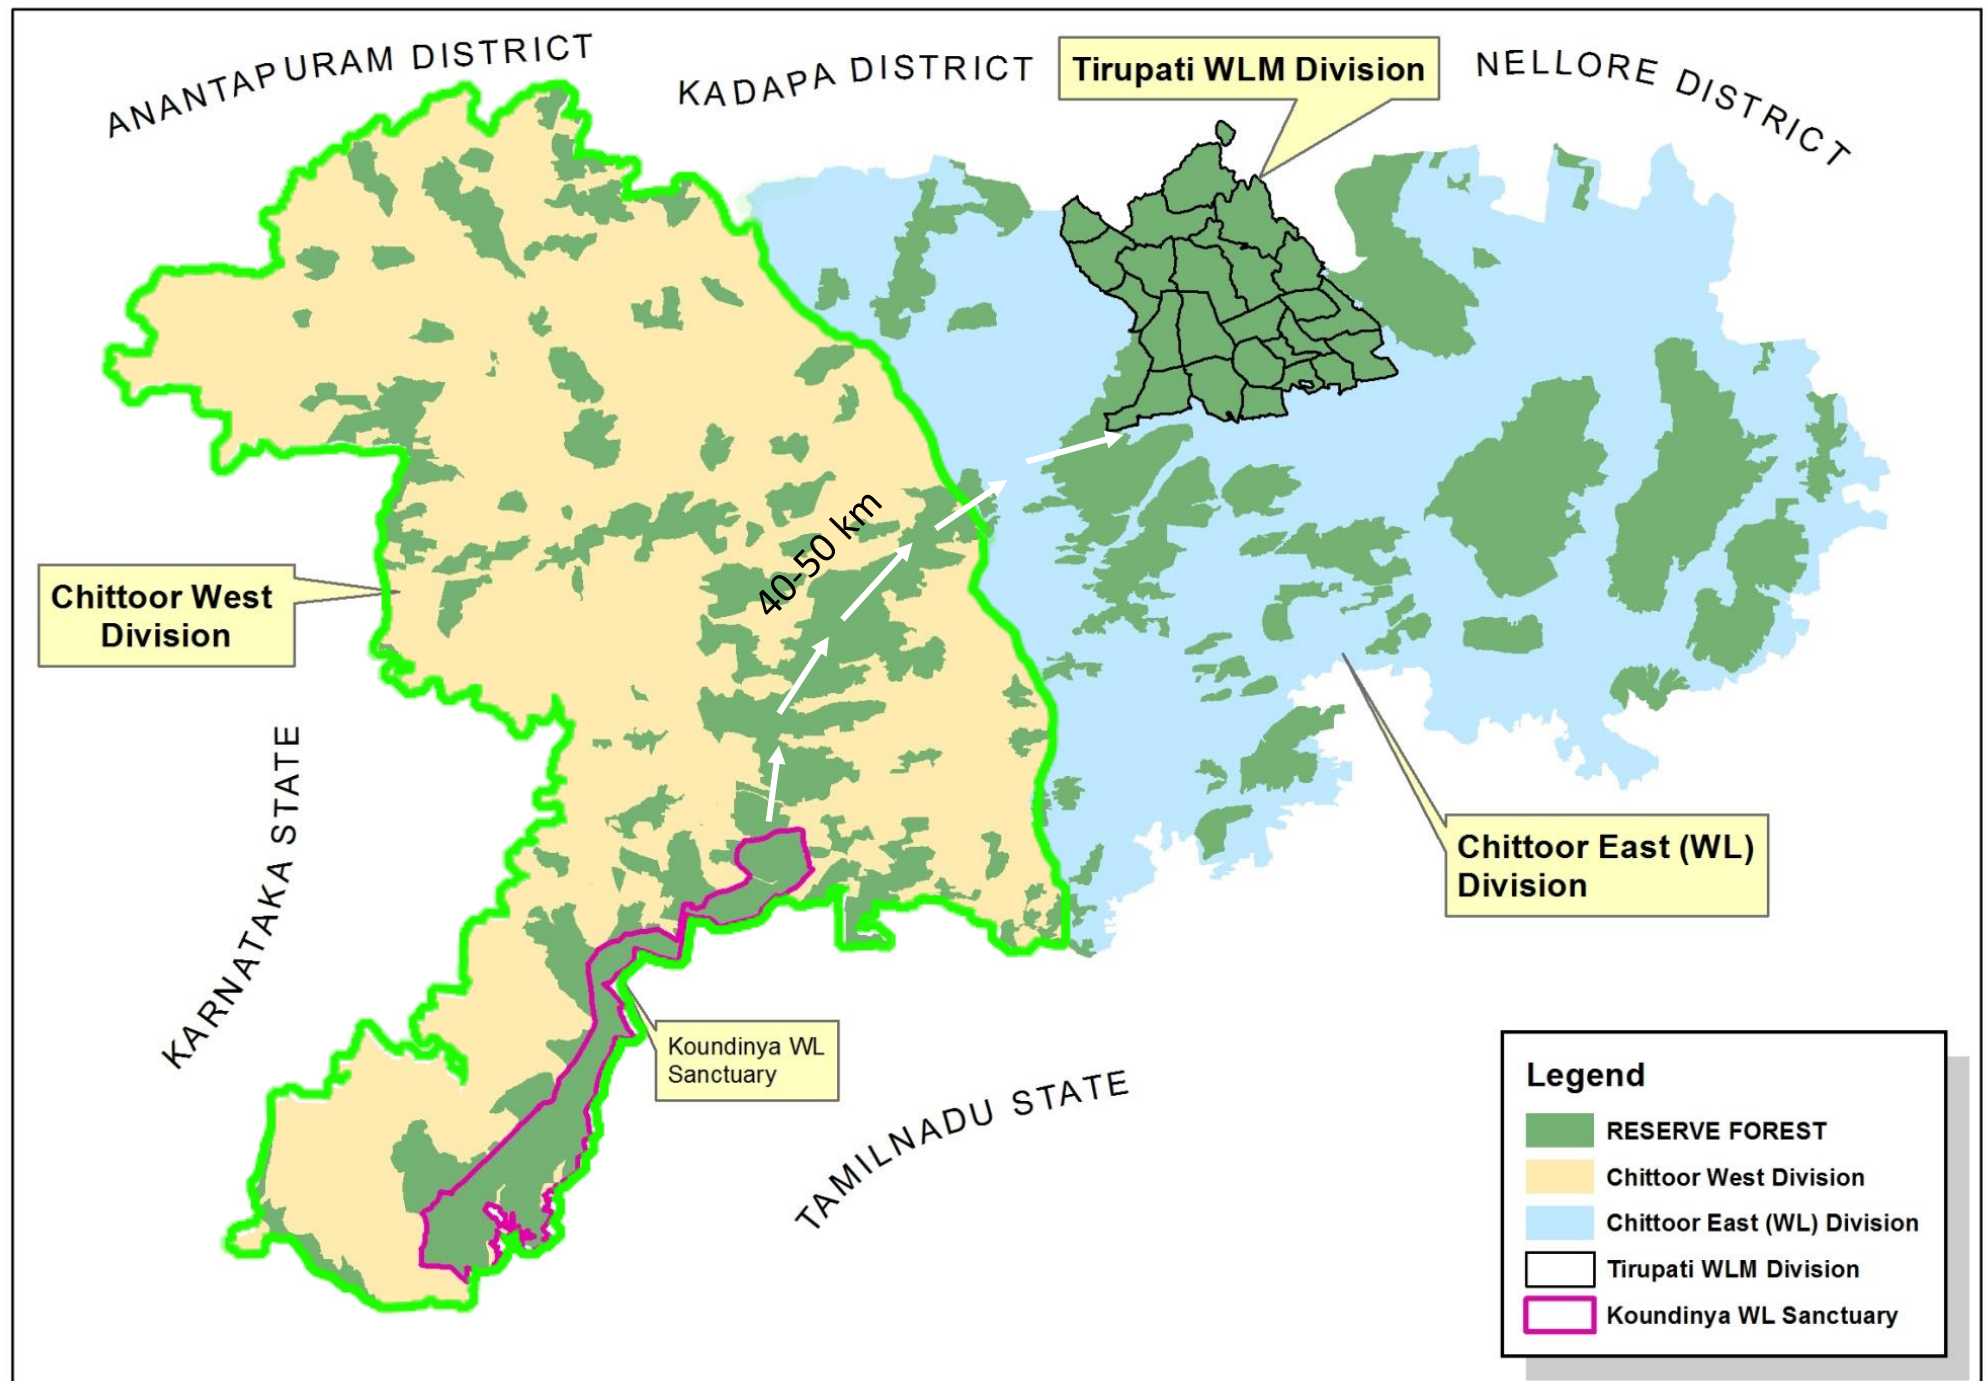 ANANTAPURAM DISTRICT
KADAPA DISTRICT
Tirupati WLM Division
NELLORE DISTRICT
40-50 km
Chittoor West
Division
KARNATAKA STATE
Chittoor East (WL)
Division
Koundinya WL
Sanctuary
TAMILNADU STATE
Legend
RESERVE FOREST
Chittoor West Division
Chittoor East (WL) Division
Tirupati WLM Division
Koundinya WL Sanctuary